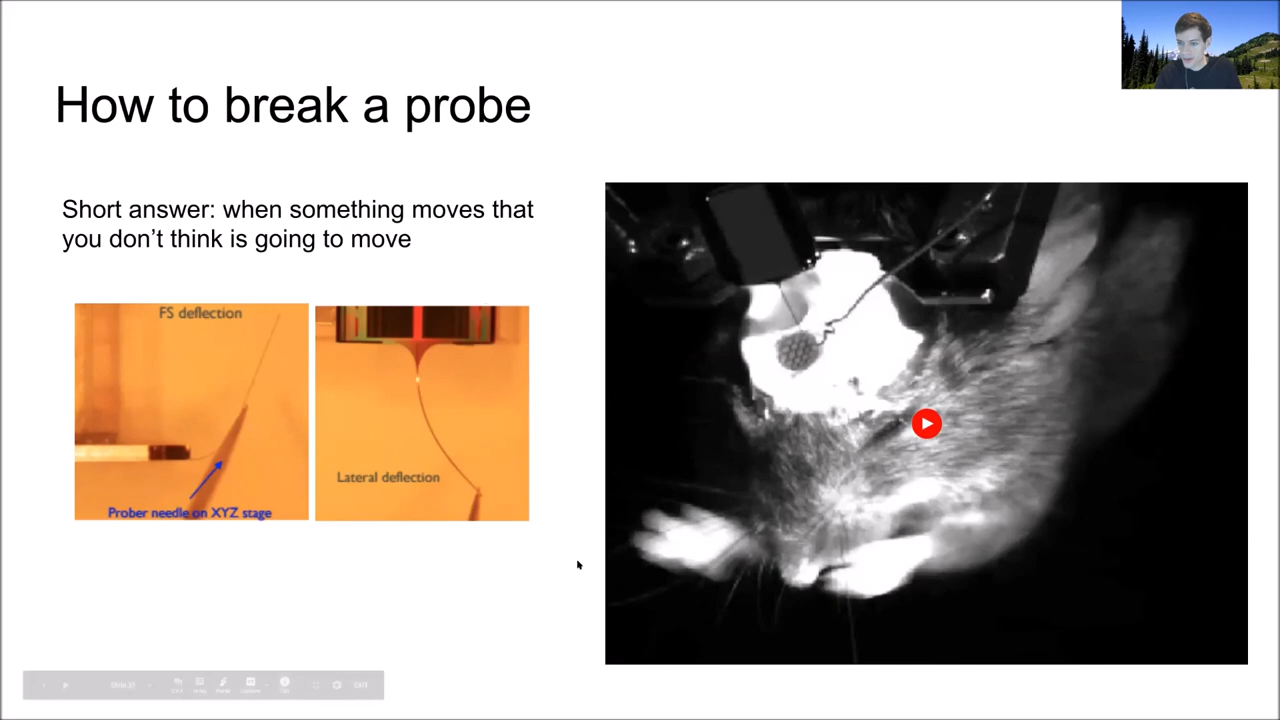 How to break a probe
Short answer: when something moves that
you don't think is going to move
FS deflection
Prober needle on XYZ stage
Lateral deflection
EXIT